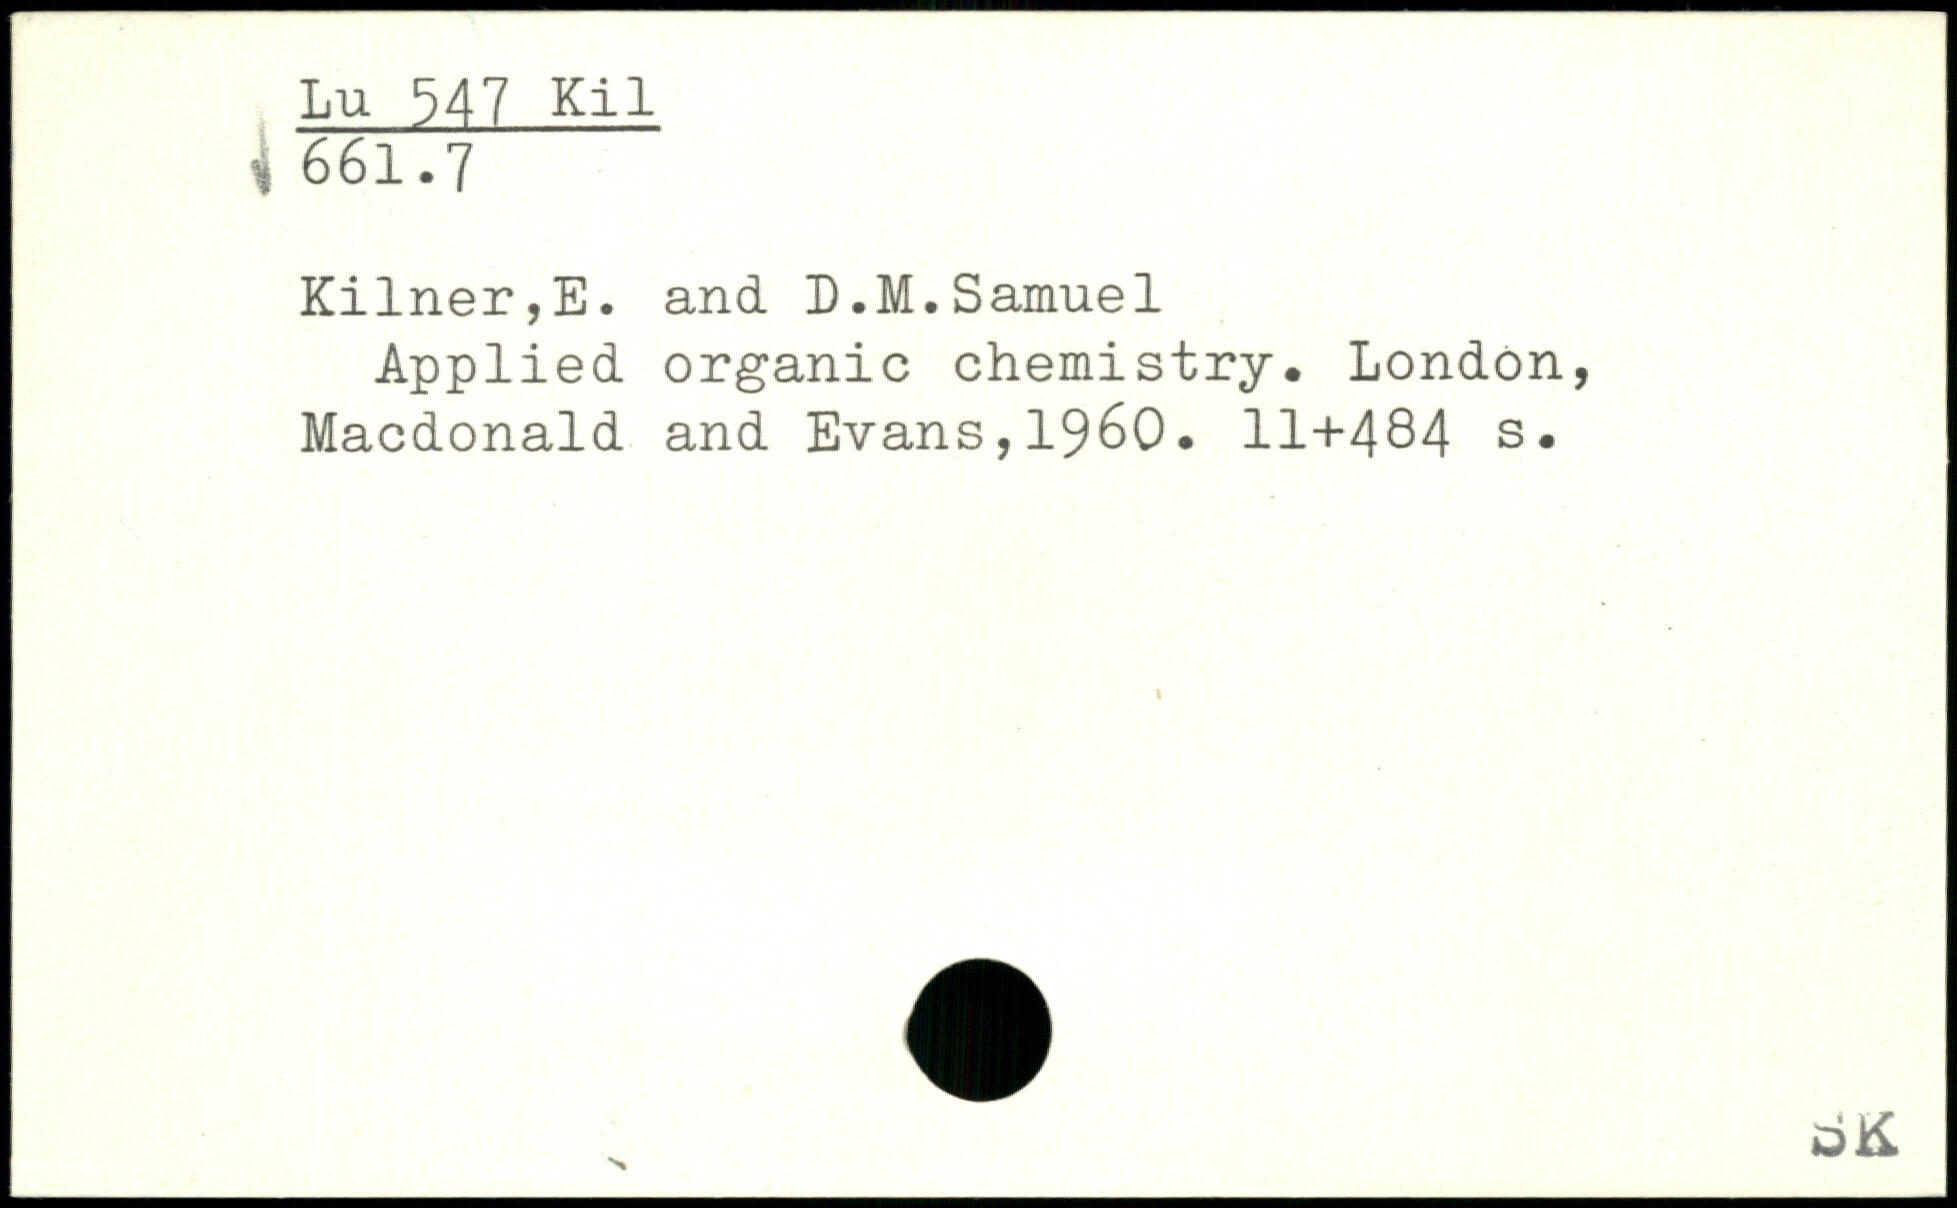 Lu 547 Kil
661.7
Kilner,E. and D.M.Samuel
Applied organic chemistry. London,
Macdonald and Evans,1960. 11+484 s.
SK